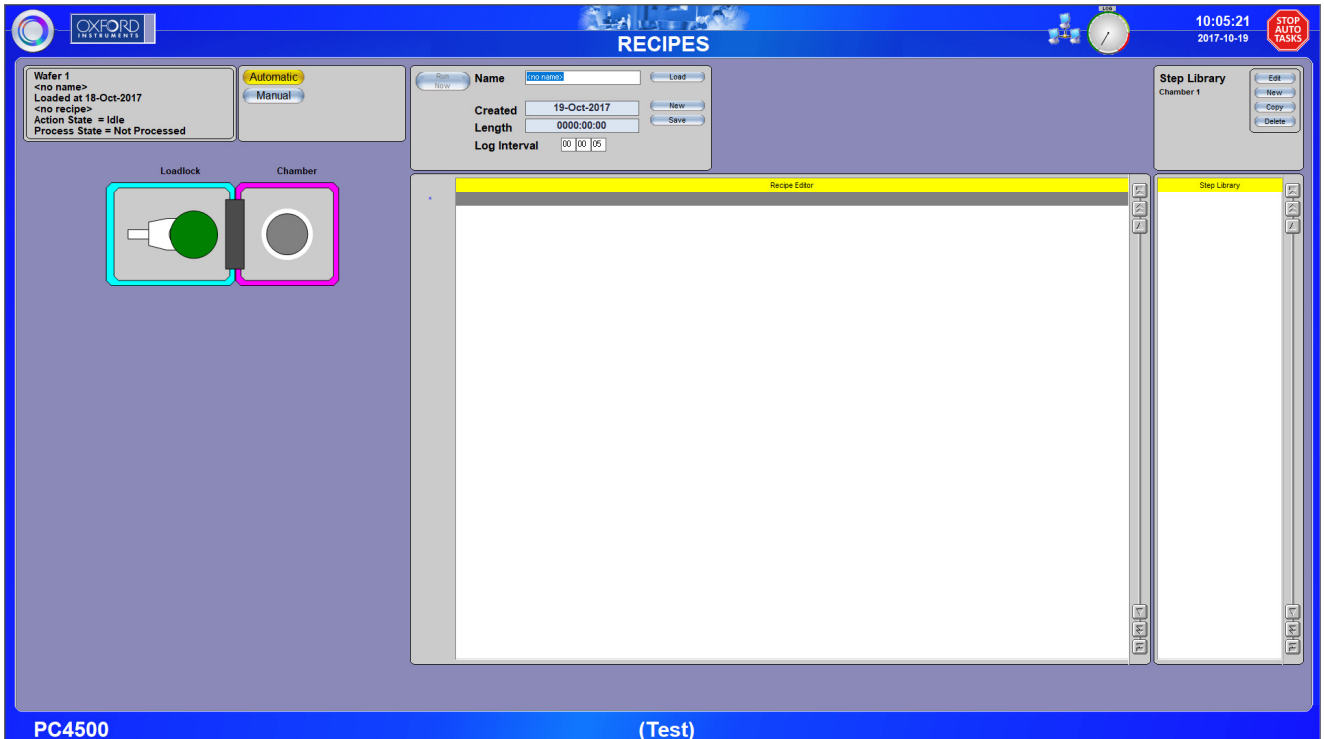 OXFORD
INSTRUMENTS
RECIPES
LOG
10:05:21
2017-10-19
STOP
AUTO
TASKS
Wafer 1
<no name>
Loaded at 18-Oct-2017
<no recipe>
Action State = Idle
Process State = Not Processed
Automatic
Manual
Run
Now
Name
<no name>
Load
Created
19-Oct-2017
New
Length
0000:00:00
Save
Log Interval
00 00 05
Step Library
Chamber 1
Edit
New
Copy
Delete
Loadlock
Chamber
*
Recipe Editor
Step Library
PC4500
(Test)